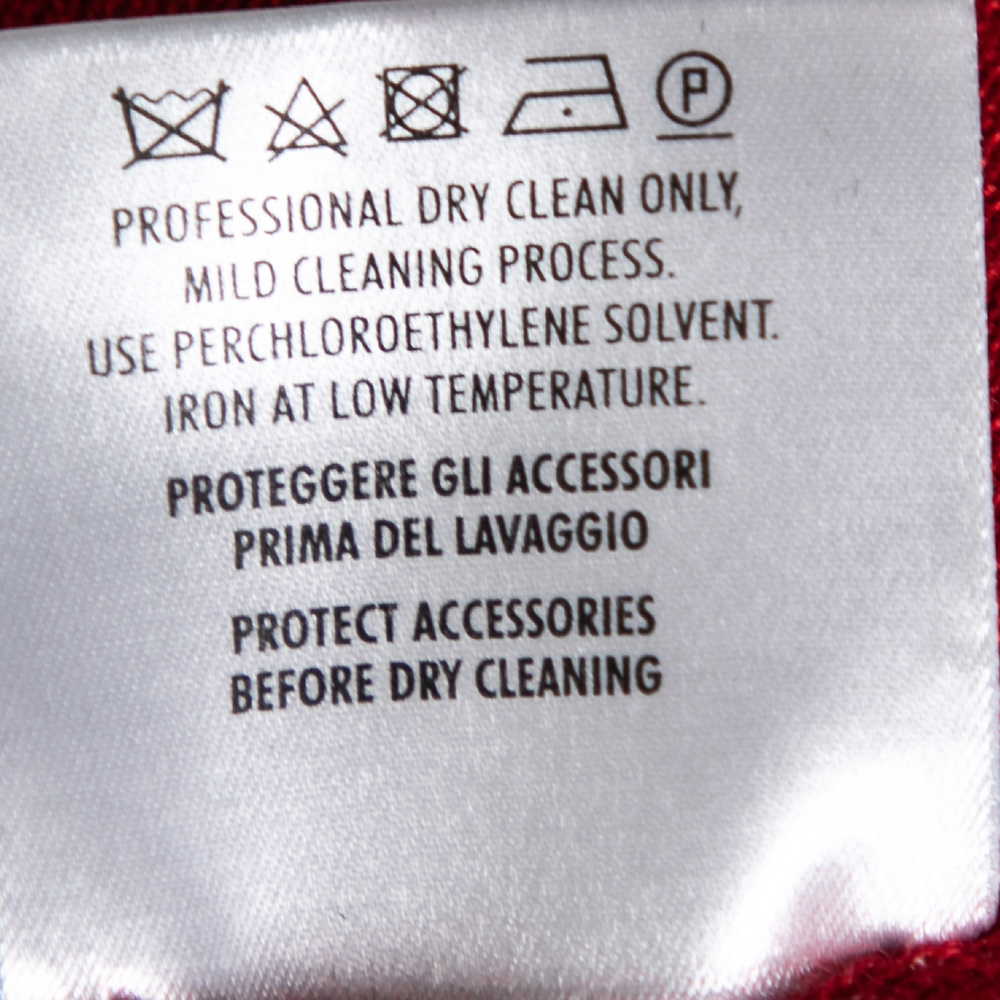 P
PROFESSIONAL DRY CLEAN ONLY,
MILD CLEANING PROCESS.
USE PERCHLOROETHYLENE SOLVENT.
IRON AT LOW TEMPERATURE.
PROTEGGERE GLI ACCESSORI
PRIMA DEL LAVAGGIO
PROTECT ACCESSORIES
BEFORE DRY CLEANING